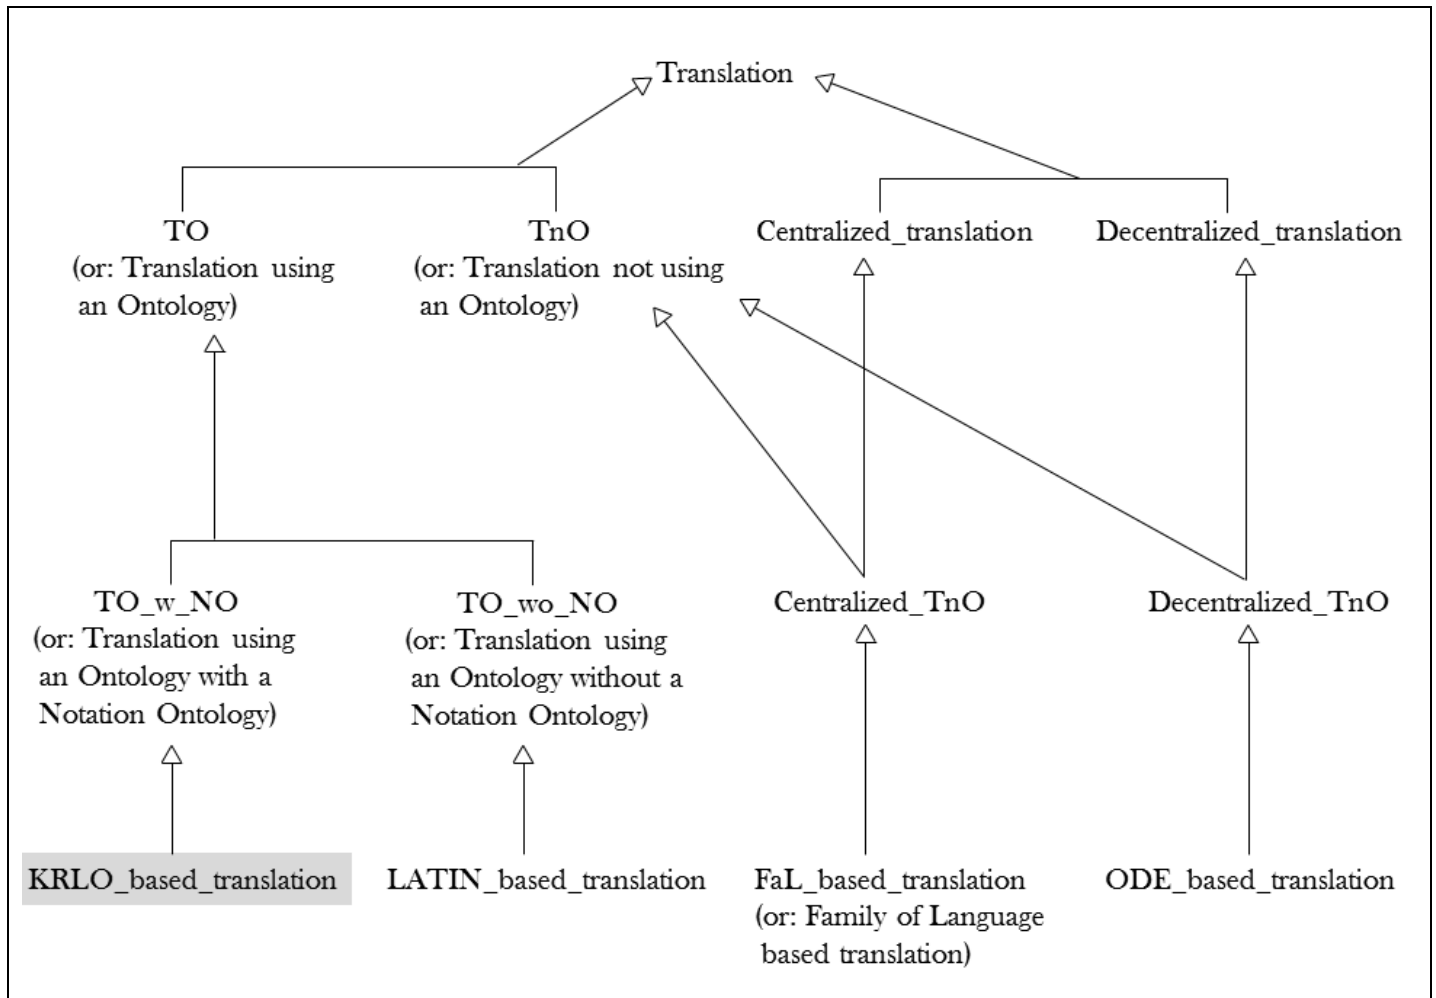 Translation
TO
(or: Translation using
an Ontology)
TnO
(or: Translation not using
an Ontology)
Centralized_translation
Decentralized_translation
TO_w_NO
(or: Translation using
an Ontology with a
Notation Ontology)
TO_wo_NO
(or: Translation using
an Ontology without a
Notation Ontology)
Centralized_TnO
Decentralized_TnO
KRLO_based_translation
LATIN_based_translation
FaL_based_translation
(or: Family of Language
based translation)
ODE_based_translation